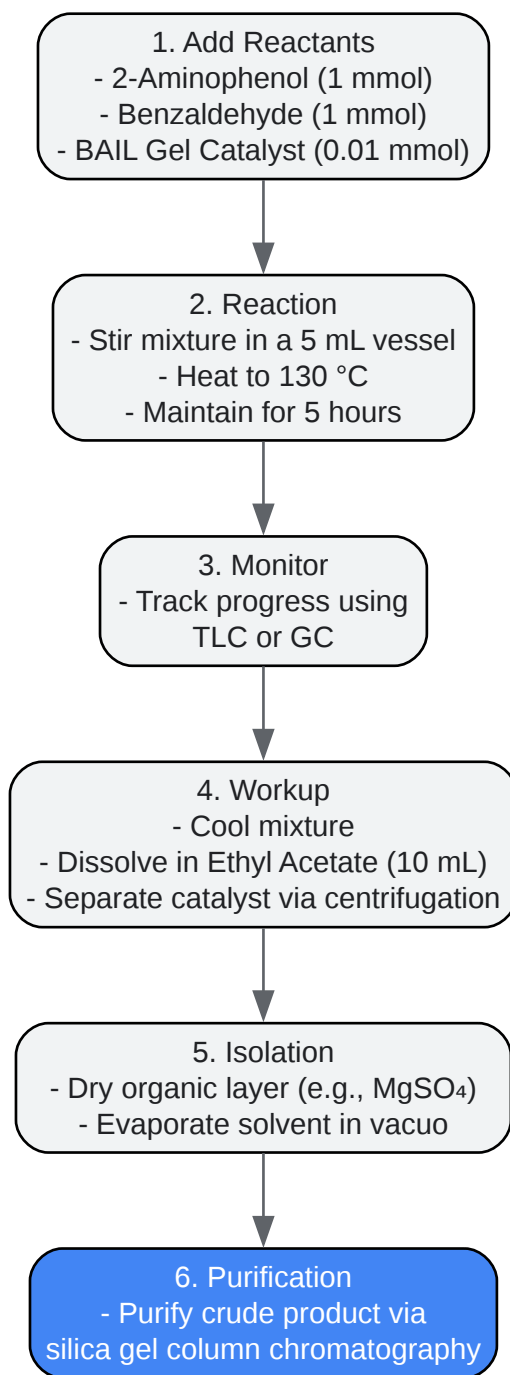 1. Add Reactants
- 2-Aminophenol (1 mmol)
- Benzaldehyde (1 mmol)
- BAIL Gel Catalyst (0.01 mmol)
2. Reaction
- Stir mixture in a 5 mL vessel
- Heat to 130 °C
- Maintain for 5 hours
3. Monitor
- Track progress using
TLC or GC
4. Workup
- Cool mixture
- Dissolve in Ethyl Acetate (10 mL)
- Separate catalyst via centrifugation
5. Isolation
- Dry organic layer (e.g., MgSO₄)
- Evaporate solvent in vacuo
6. Purification
- Purify crude product via
silica gel column chromatography